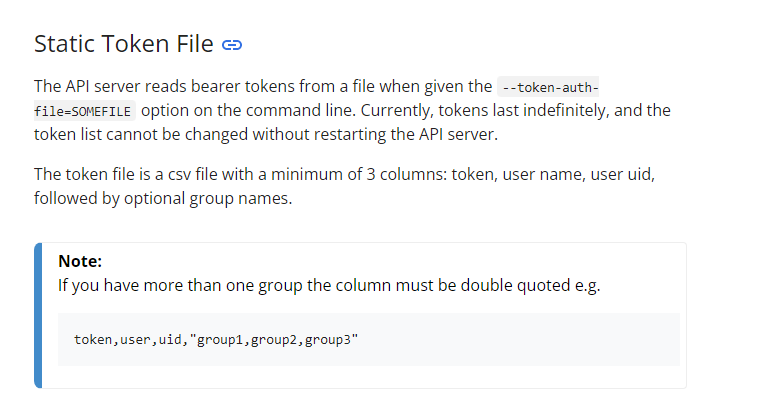 Static Token File
The API server reads bearer tokens from a file when given the --token-auth-
file=SOMEFILE option on the command line. Currently, tokens last indefinitely, and the
token list cannot be changed without restarting the API server.
The token file is a csv file with a minimum of 3 columns: token, user name, user uid,
followed by optional group names.
Note:
If you have more than one group the column must be double quoted e.g.
token,user,uid,"group1,group2,group3"